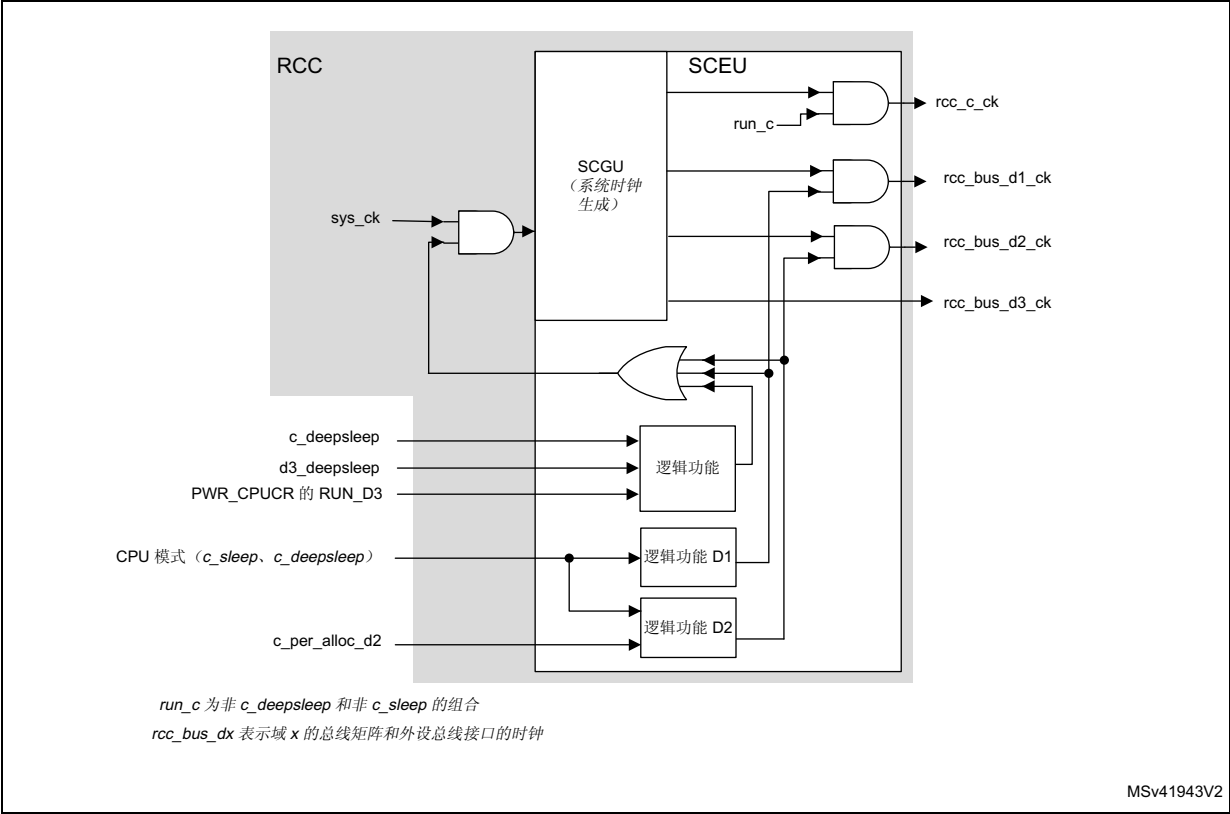 RCC
SCEU
rcc_c_ck
run_c
SCGU
（系统时钟
生成）
rcc_bus_d1_ck
sys_ck
rcc_bus_d2_ck
rcc_bus_d3_ck
c_deepsleep
d3_deepsleep
逻辑功能
PWR_CPUCR 的 RUN_D3
CPU 模式（c_sleep、c_deepsleep）
逻辑功能 D1
逻辑功能 D2
c_per_alloc_d2
run_c 为非 c_deepsleep 和非 c_sleep 的组合
rcc_bus_dx 表示域 x 的总线矩阵和外设总线接口的时钟
MSv41943V2